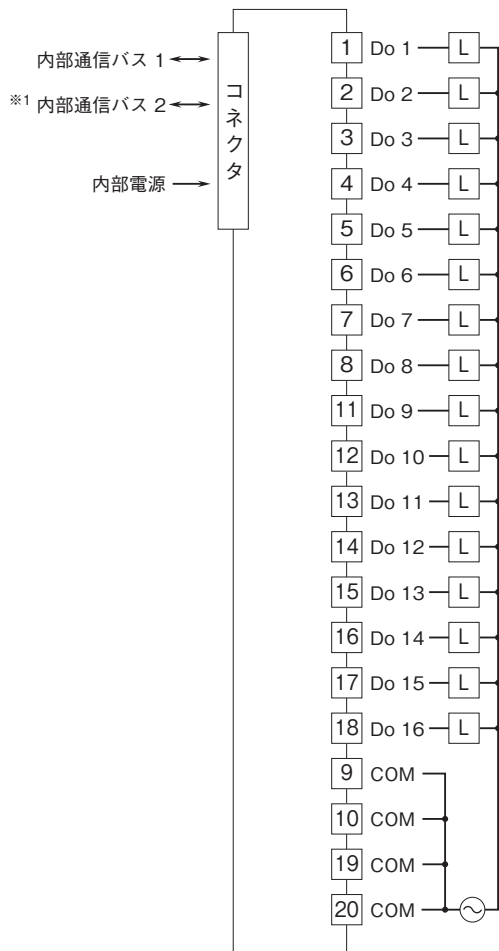 内部通信バス 1
※1 内部通信バス 2
内部電源
コネクタ
1 Do 1 L
2 Do 2 L
3 Do 3 L
4 Do 4 L
5 Do 5 L
6 Do 6 L
7 Do 7 L
8 Do 8 L
11 Do 9 L
12 Do 10 L
13 Do 11 L
14 Do 12 L
15 Do 13 L
16 Do 14 L
17 Do 15 L
18 Do 16 L
9 COM
10 COM
19 COM
20 COM